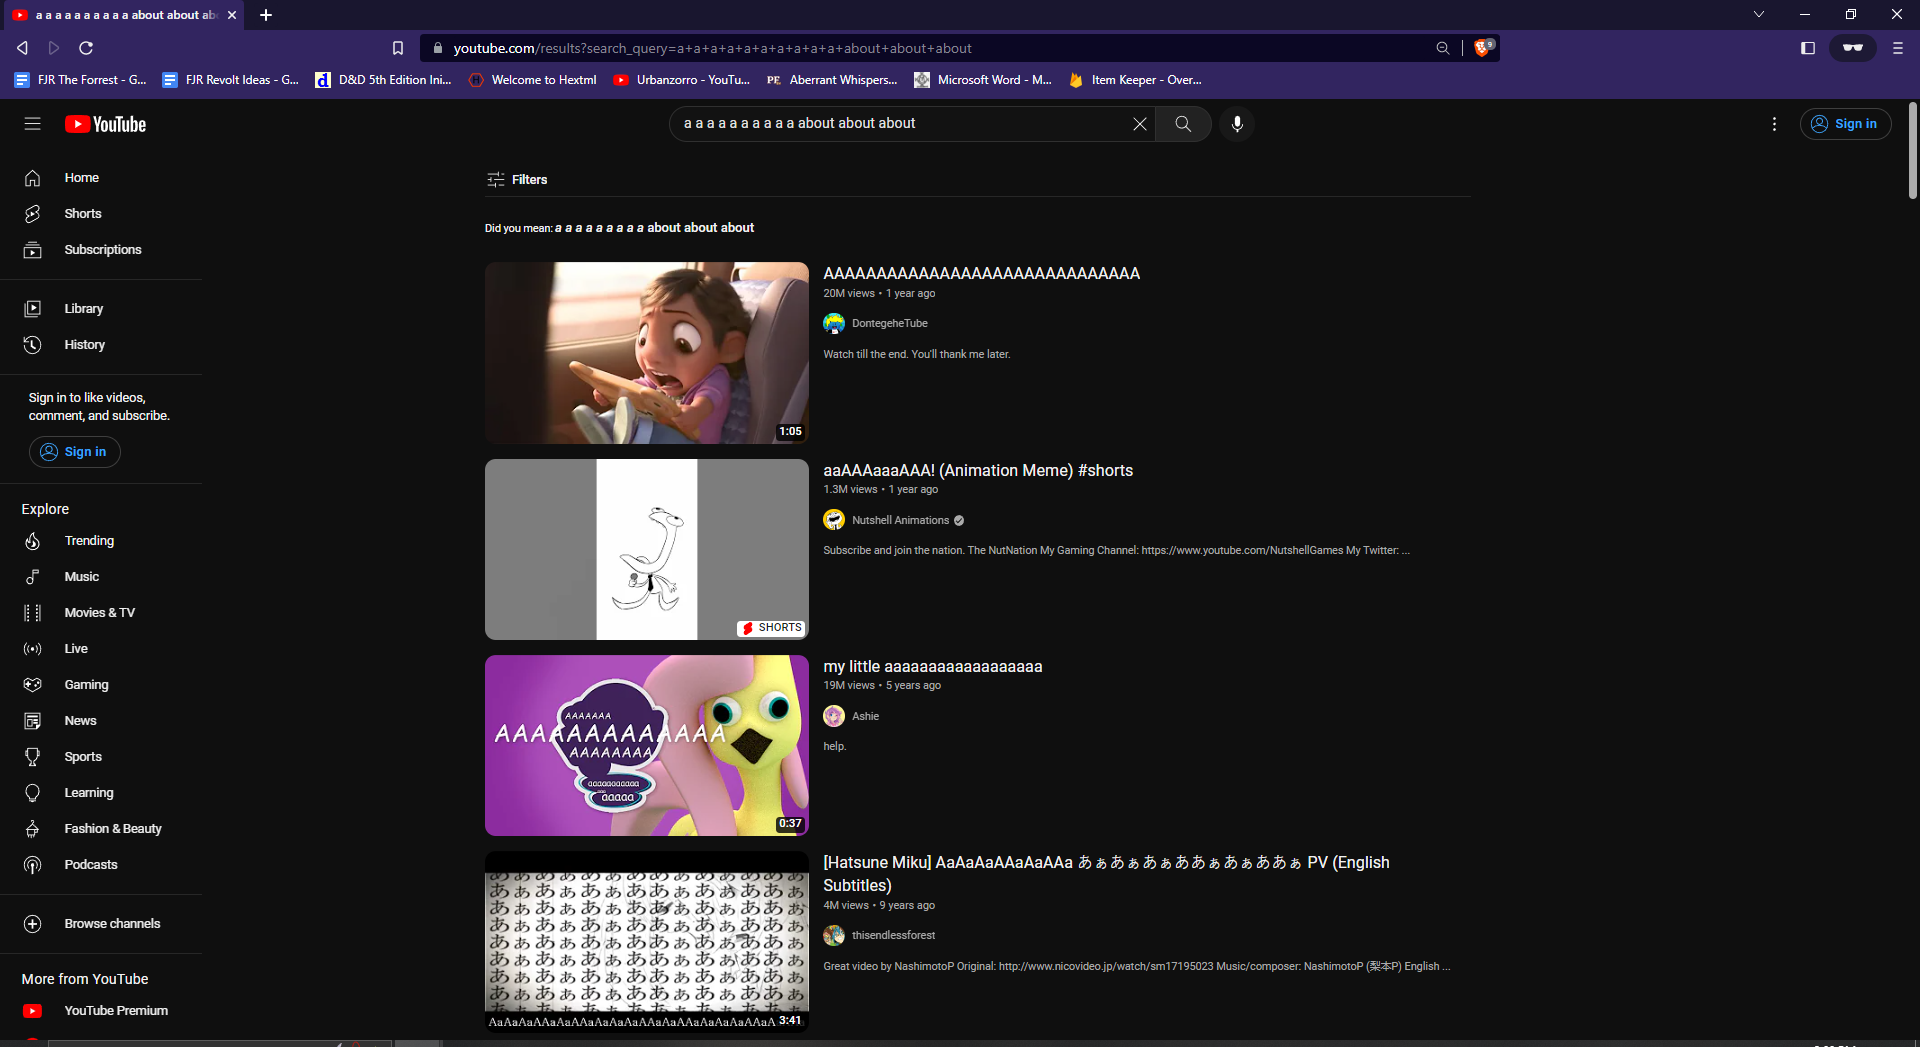 a a a a a a a a a a about about ab
youtube.com/results?search_query=a+a+a+a+a+a+a+a+a+a+about+about+about
9
FJR The Forrest - G...
FJR Revolt Ideas - G...
D&D 5th Edition Ini...
Welcome to Hextml
Urbanzorro - YouTu...
PE Aberrant Whispers...
Microsoft Word - M...
Item Keeper - Over...
YouTube
a a a a a a a a a a about about about
Sign in
Home
Shorts
Subscriptions
Library
History
Sign in to like videos,
comment, and subscribe.
Sign in
Explore
Trending
Music
Movies & TV
Live
Gaming
News
Sports
Learning
Fashion & Beauty
Podcasts
Browse channels
More from YouTube
YouTube Premium
Filters
Did you mean: a a a a a a a a a about about about
1:05
AAAAAAAAAAAAAAAAAAAAAAAAAAAAAA
20M views • 1 year ago
DontegeheTube
Watch till the end. You'll thank me later.
SHORTS
aaAAAaaaAAA! (Animation Meme) #shorts
1.3M views • 1 year ago
Nutshell Animations
Subscribe and join the nation. The NutNation My Gaming Channel: https://www.youtube.com/NutshellGames My Twitter: ...
AAAAAAA
AAAAAAAAAAAAA
AAAAAAAA
aaaaaaaaaaa
aaaaa
0:37
my little aaaaaaaaaaaaaaaaaa
19M views • 5 years ago
Ashie
help.
AaAaAaAAaAaAAaAaAaAaAAaAaAAaAaAaAaAAaA
3:41
[Hatsune Miku] AaAaAaAAaAaAAa あぁあぁあぁああぁあぁああぁ PV (English
Subtitles)
4M views • 9 years ago
thisendlessforest
Great video by NashimotoP Original: http://www.nicovideo.jp/watch/sm17195023 Music/composer: NashimotoP (梨本P) English ...